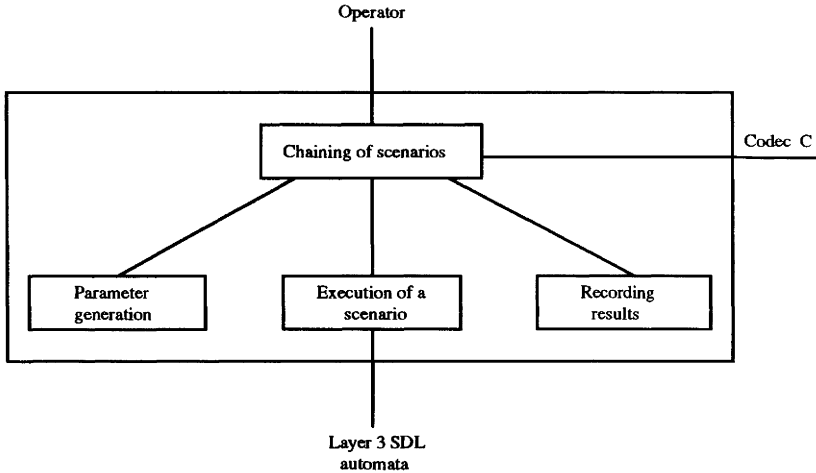 Operator
Chaining of scenarios
Codec C
Parameter
generation
Execution of a
scenario
Recording
results
Layer 3 SDL
automata